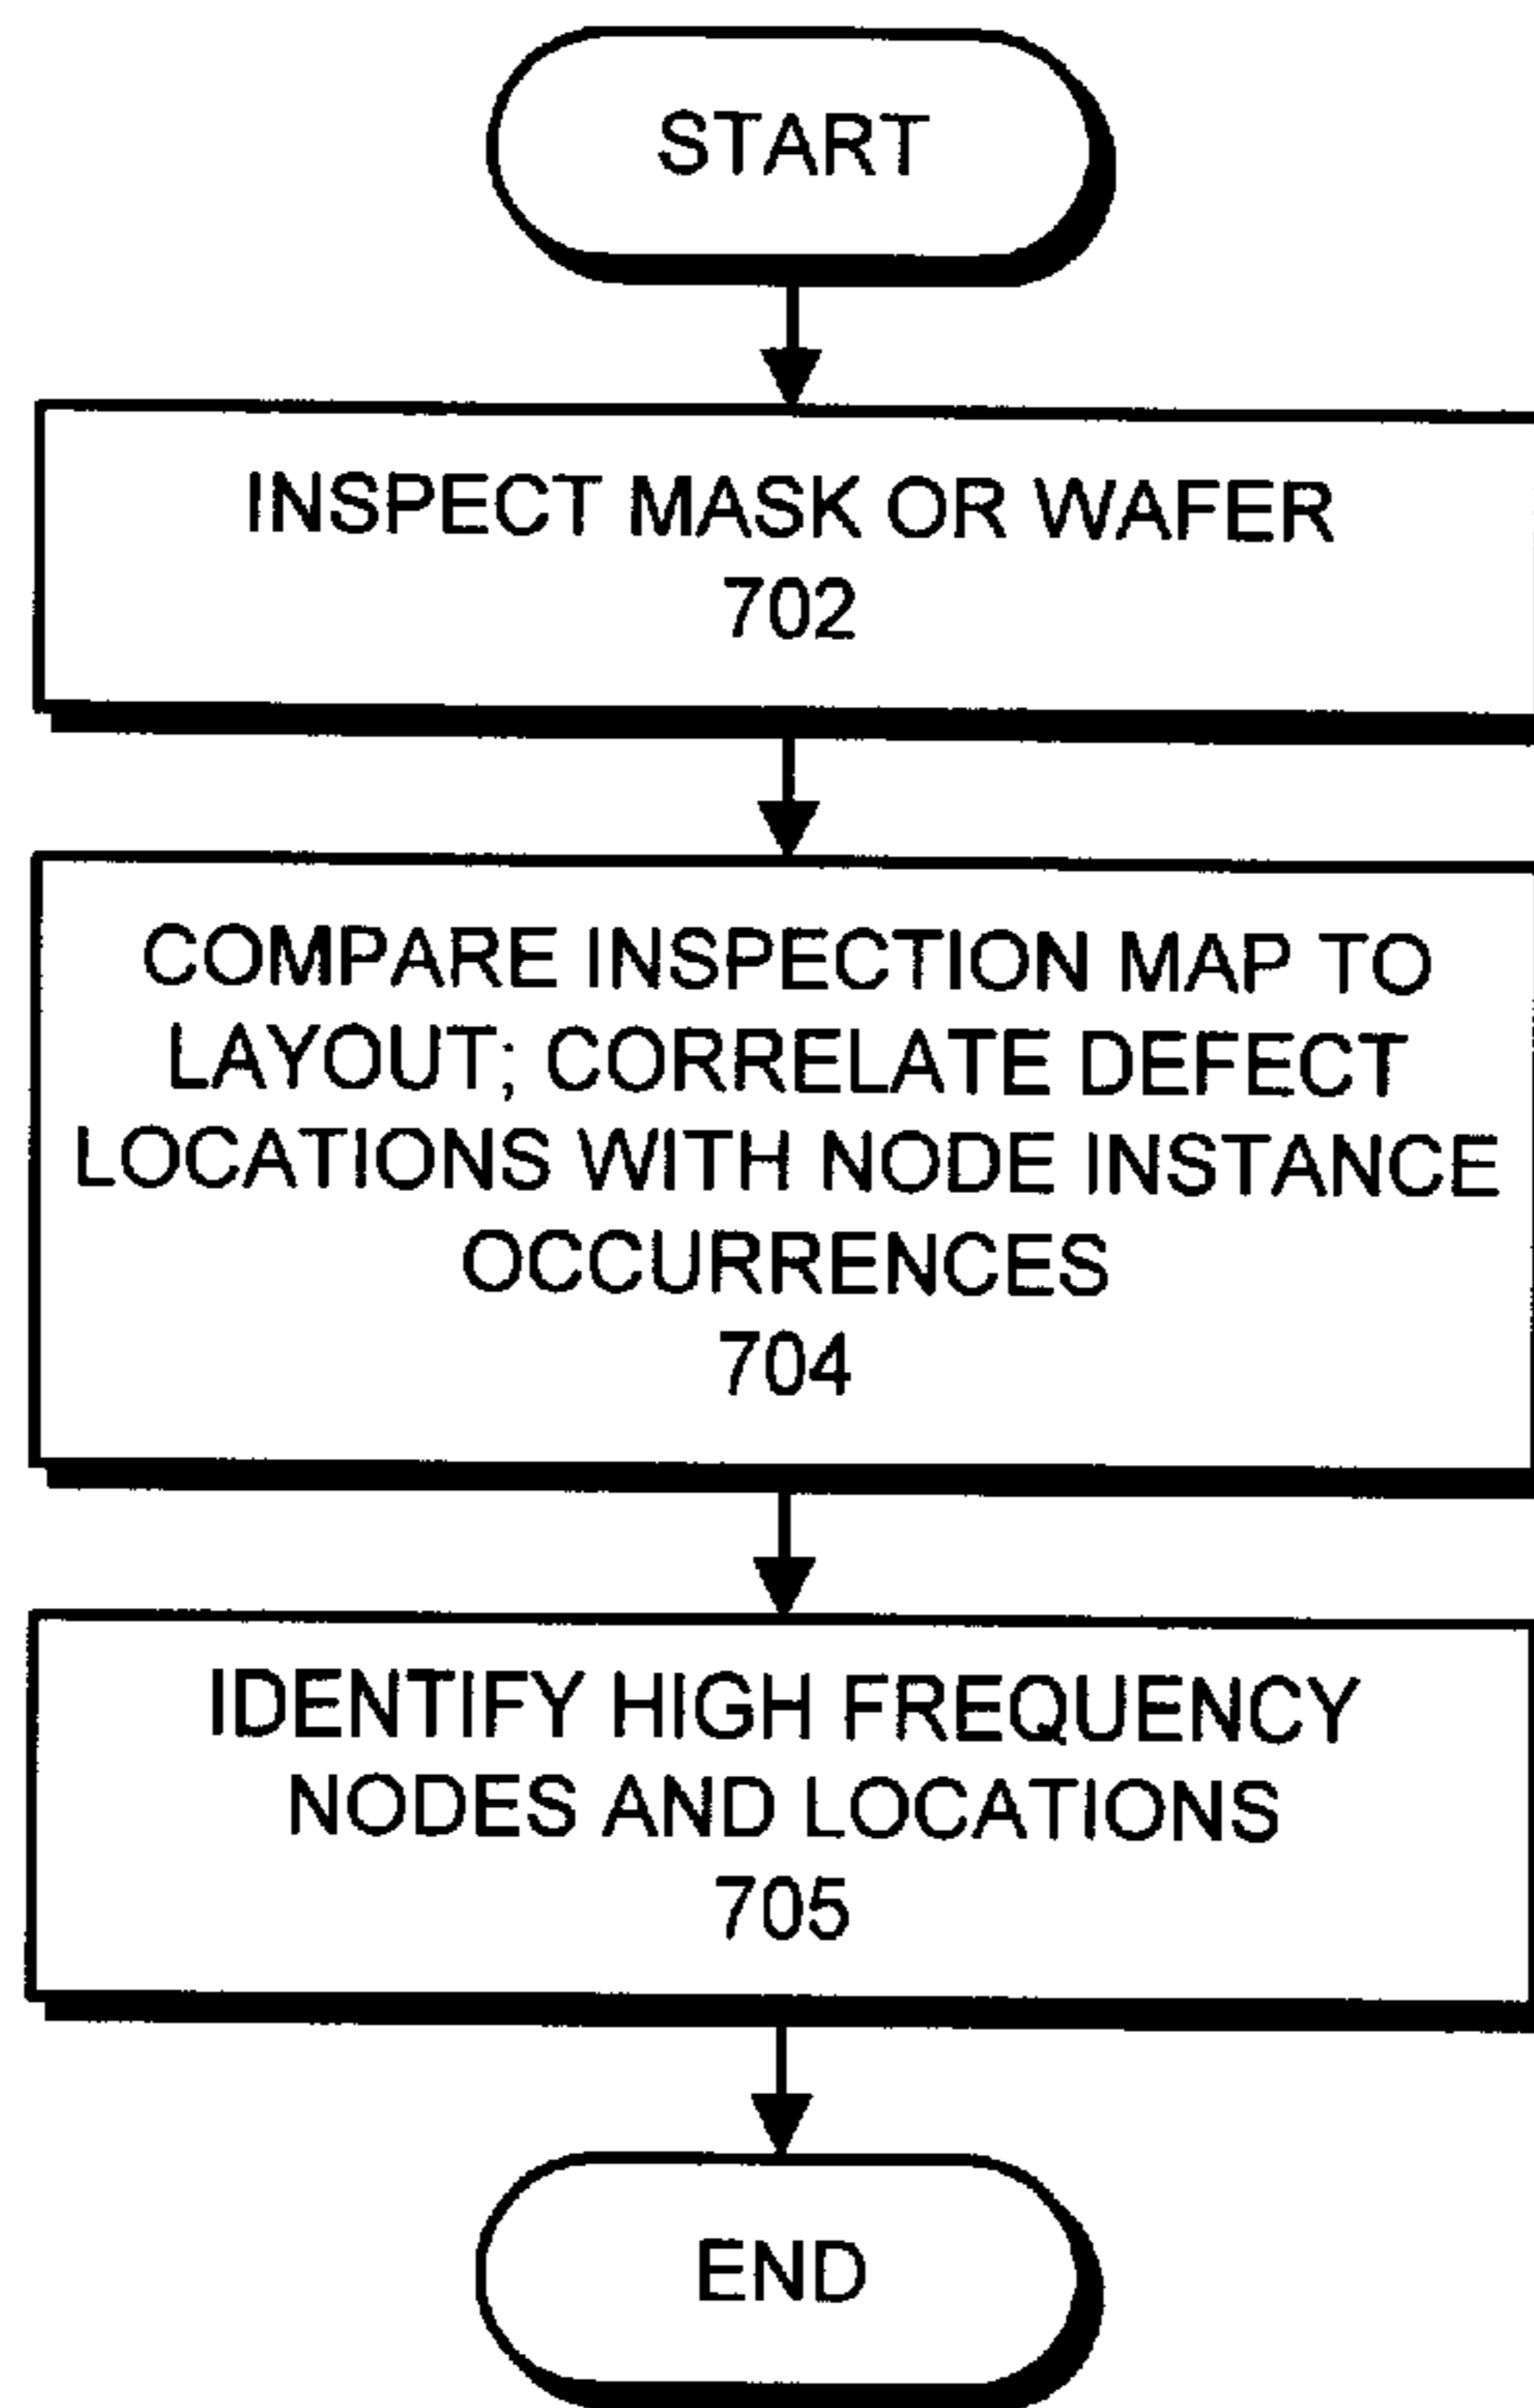 START
INSPECT MASK OR WAFER
702
COMPARE INSPECTION MAP TO
LAYOUT; CORRELATE DEFECT
LOCATIONS WITH NODE INSTANCE
OCCURRENCES
704
IDENTIFY HIGH FREQUENCY
NODES AND LOCATIONS
705
END